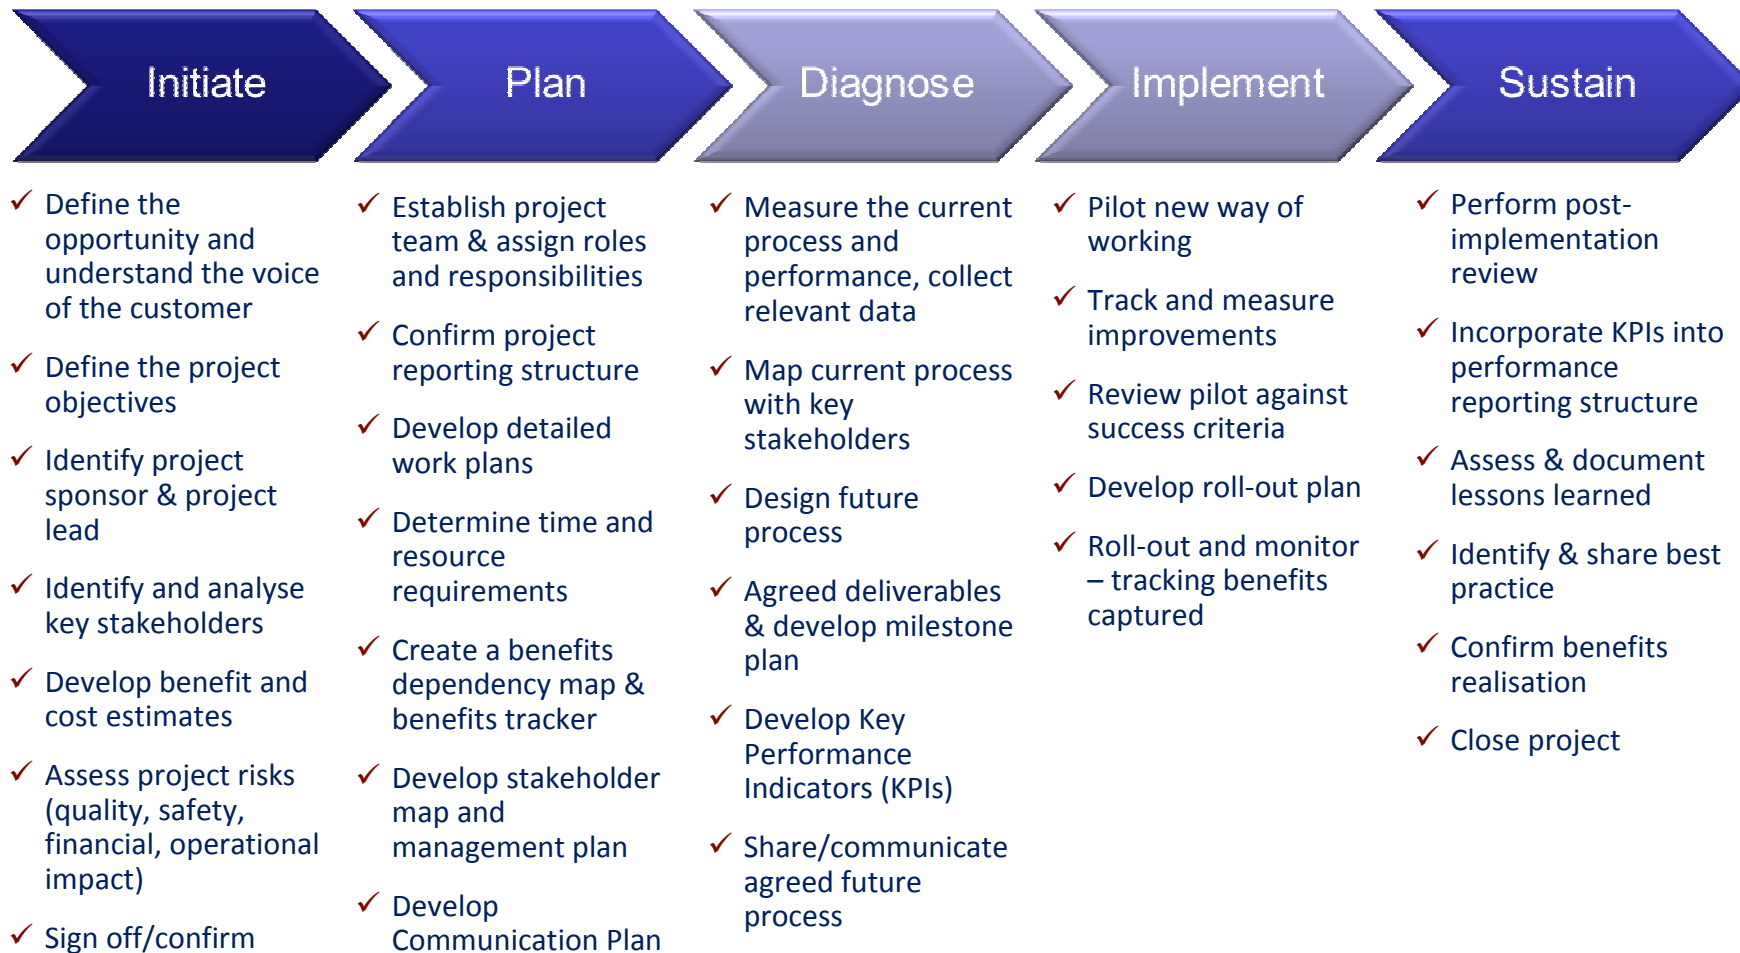 Initiate
Plan
Diagnose
Implement
Sustain
✓ Define the
opportunity and
understand the voice
of the customer
✓ Define the project
objectives
✓ Identify project
sponsor & project
lead
✓ Identify and analyse
key stakeholders
✓ Develop benefit and
cost estimates
✓ Assess project risks
(quality, safety,
financial, operational
impact)
✓ Sign off/confirm
✓ Establish project
team & assign roles
and responsibilities
✓ Confirm project
reporting structure
✓ Develop detailed
work plans
✓ Determine time and
resource
requirements
✓ Create a benefits
dependency map &
benefits tracker
✓ Develop stakeholder
map and
management plan
✓ Develop
Communication Plan
✓ Measure the current
process and
performance, collect
relevant data
✓ Map current process
with key
stakeholders
✓ Design future
process
✓ Agreed deliverables
& develop milestone
plan
✓ Develop Key
Performance
Indicators (KPIs)
✓ Share/communicate
agreed future
process
✓ Pilot new way of
working
✓ Track and measure
improvements
✓ Review pilot against
success criteria
✓ Develop roll-out plan
✓ Roll-out and monitor
– tracking benefits
captured
✓ Perform post-
implementation
review
✓ Incorporate KPIs into
performance
reporting structure
✓ Assess & document
lessons learned
✓ Identify & share best
practice
✓ Confirm benefits
realisation
✓ Close project